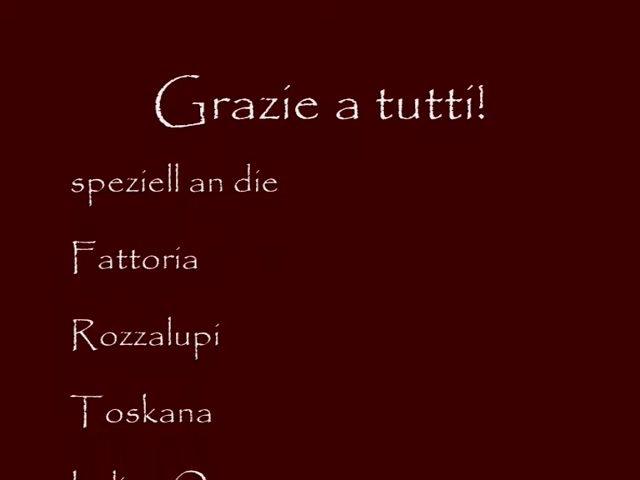 Grazie a tutti!
speziell an die
Fattoria
Rozzalupi
Toskana